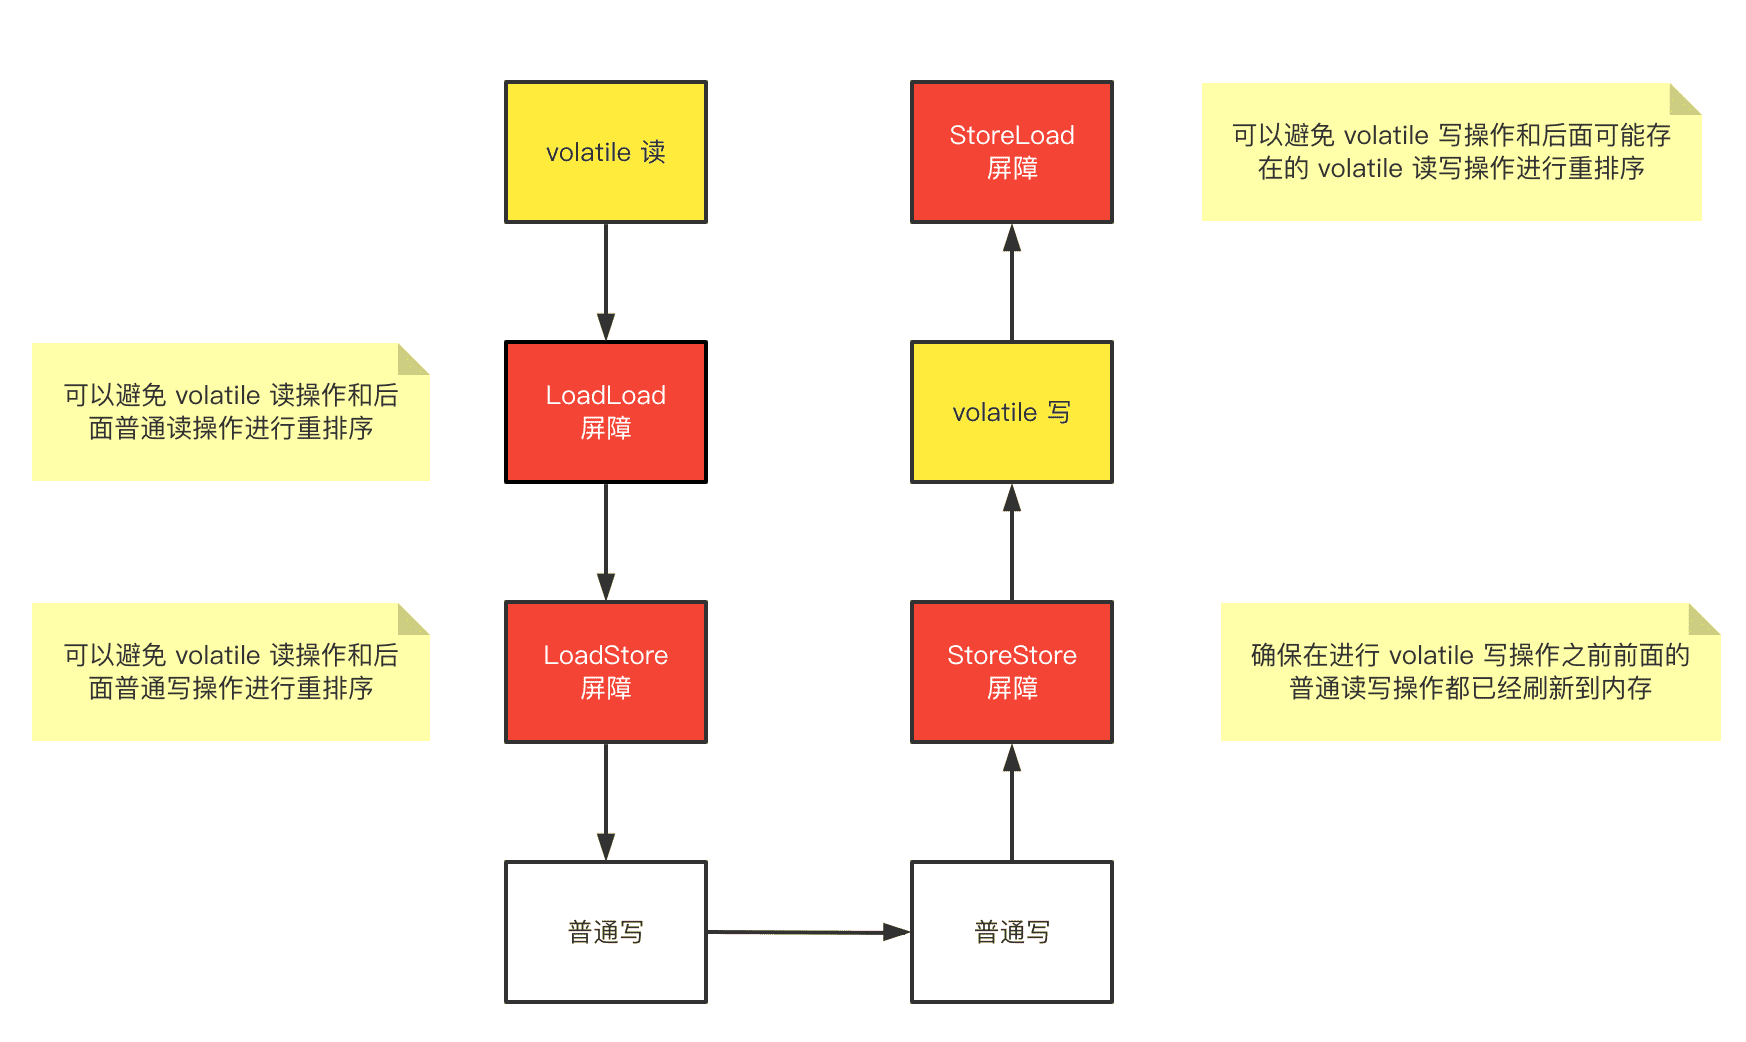 volatile 读
StoreLoad
屏障
可以避免 volatile 写操作和后面可能存
在的 volatile 读写操作进行重排序
可以避免 volatile 读操作和后
面普通读操作进行重排序
LoadLoad
屏障
volatile 写
可以避免 volatile 读操作和后
面普通写操作进行重排序
LoadStore
屏障
StoreStore
屏障
确保在进行 volatile 写操作之前前面的
普通读写操作都已经刷新到内存
普通写
普通写